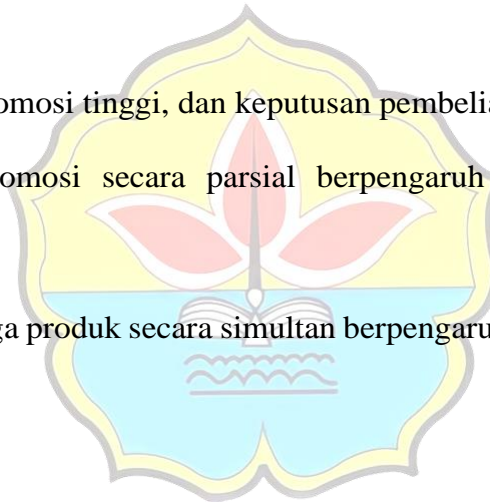 omosi tinggi, dan keputusan pembelia
omosi secara parsial berpengaruh
ga produk secara simultan berpengaru